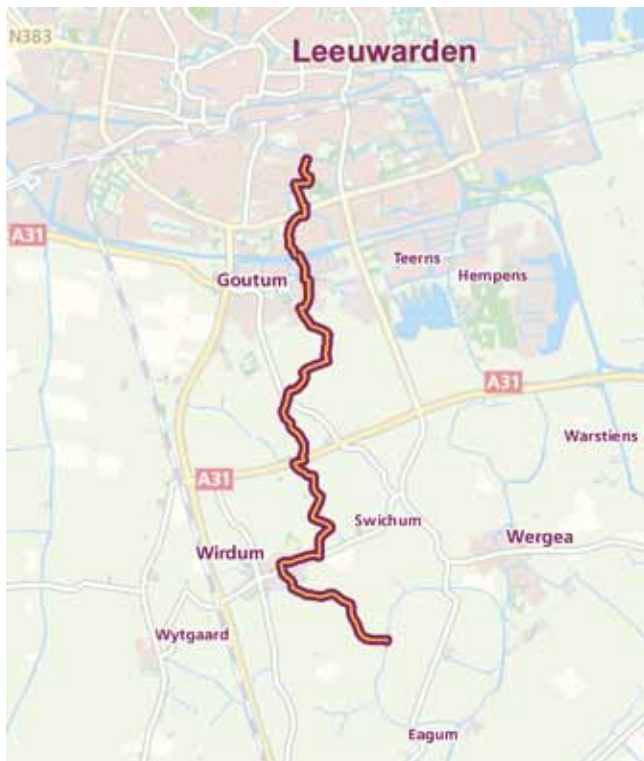 N383
Leeuwarden
A31
Teerns
Hempens
Goutum
A31
Warstiens
A31
Swichum
Wergea
Wirdum
Wytgaard
Eagum